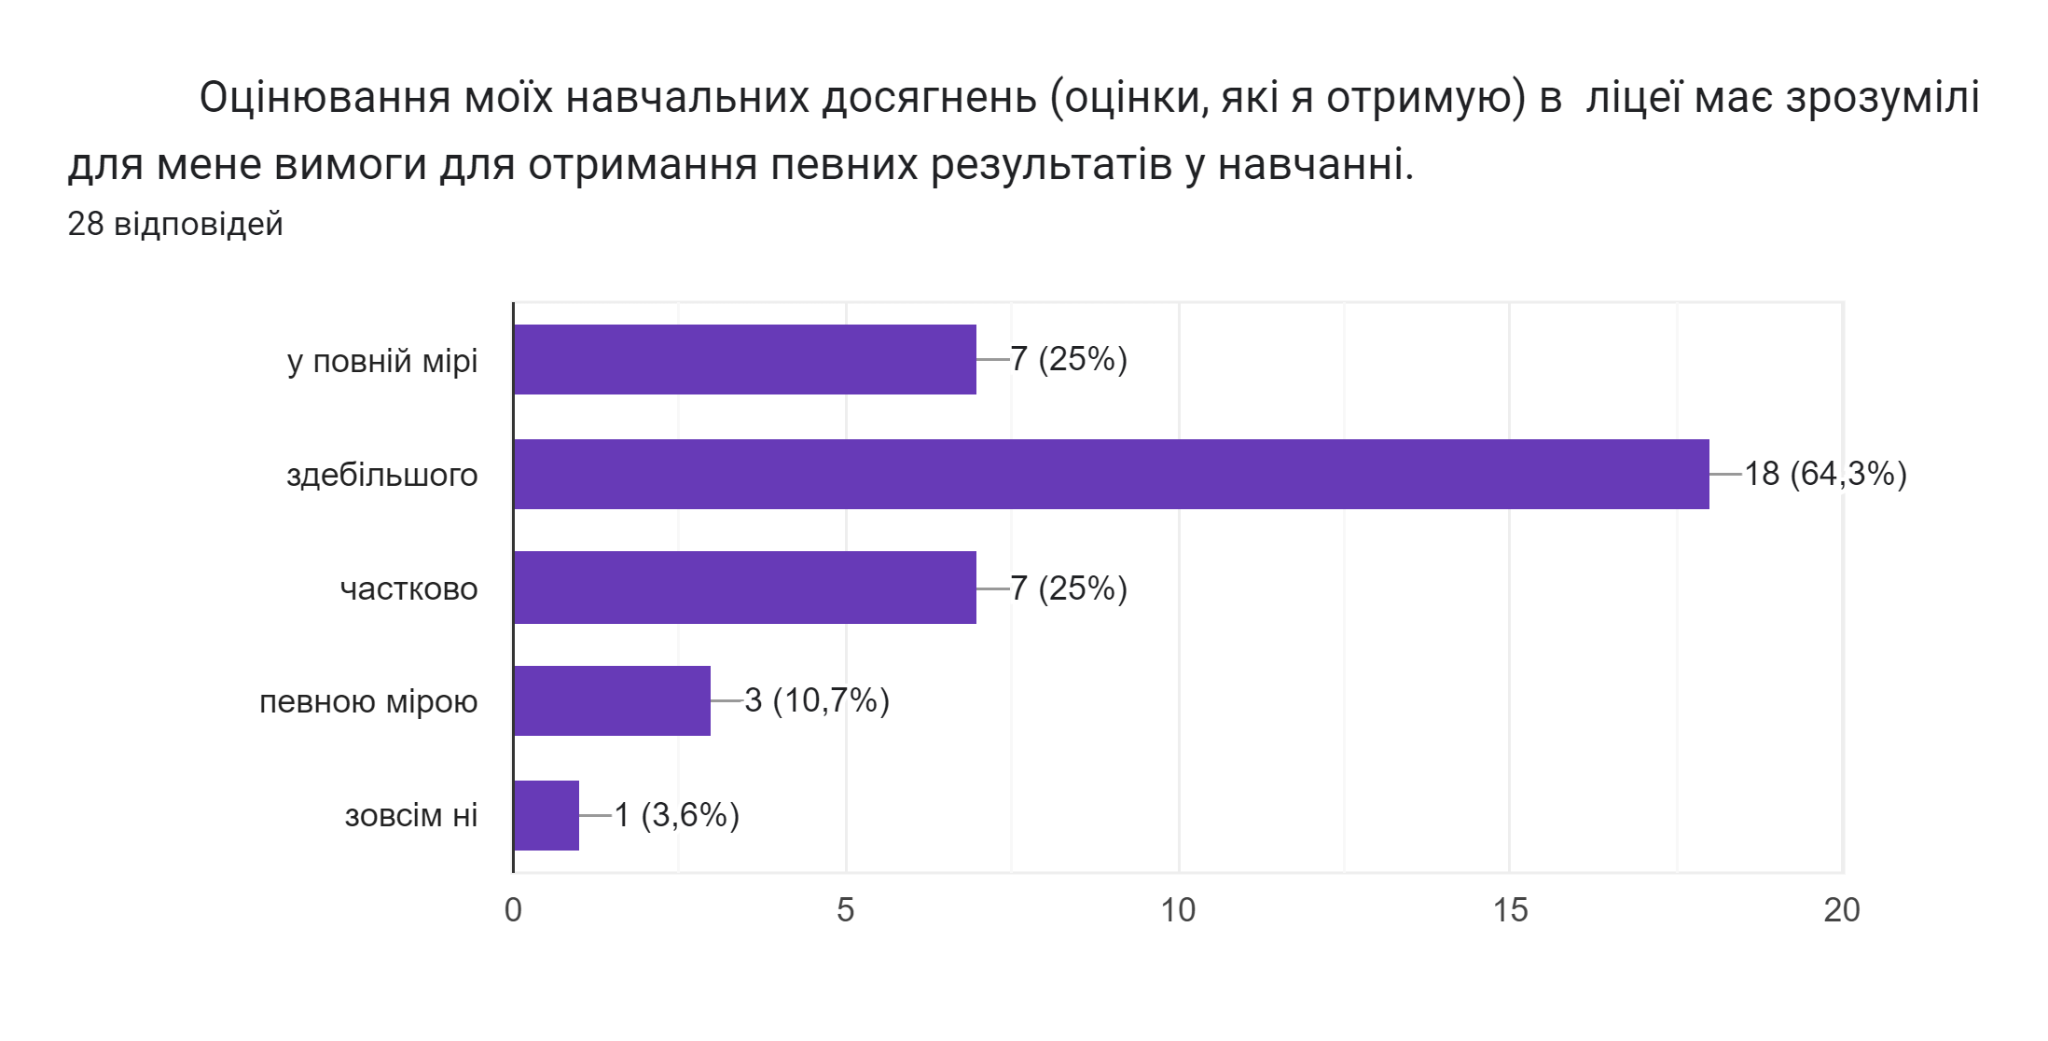 Оцінювання моїх навчальних досягнень (оцінки, які я отримую) в  ліцеї має зрозумілі
для мене вимоги для отримання певних результатів у навчанні.
28 відповідей
у повній мірі
7 (25%)
здебільшого
18 (64,3%)
частково
7 (25%)
певною мірою
3 (10,7%)
зовсім ні
1 (3,6%)
0 5 10 15 20